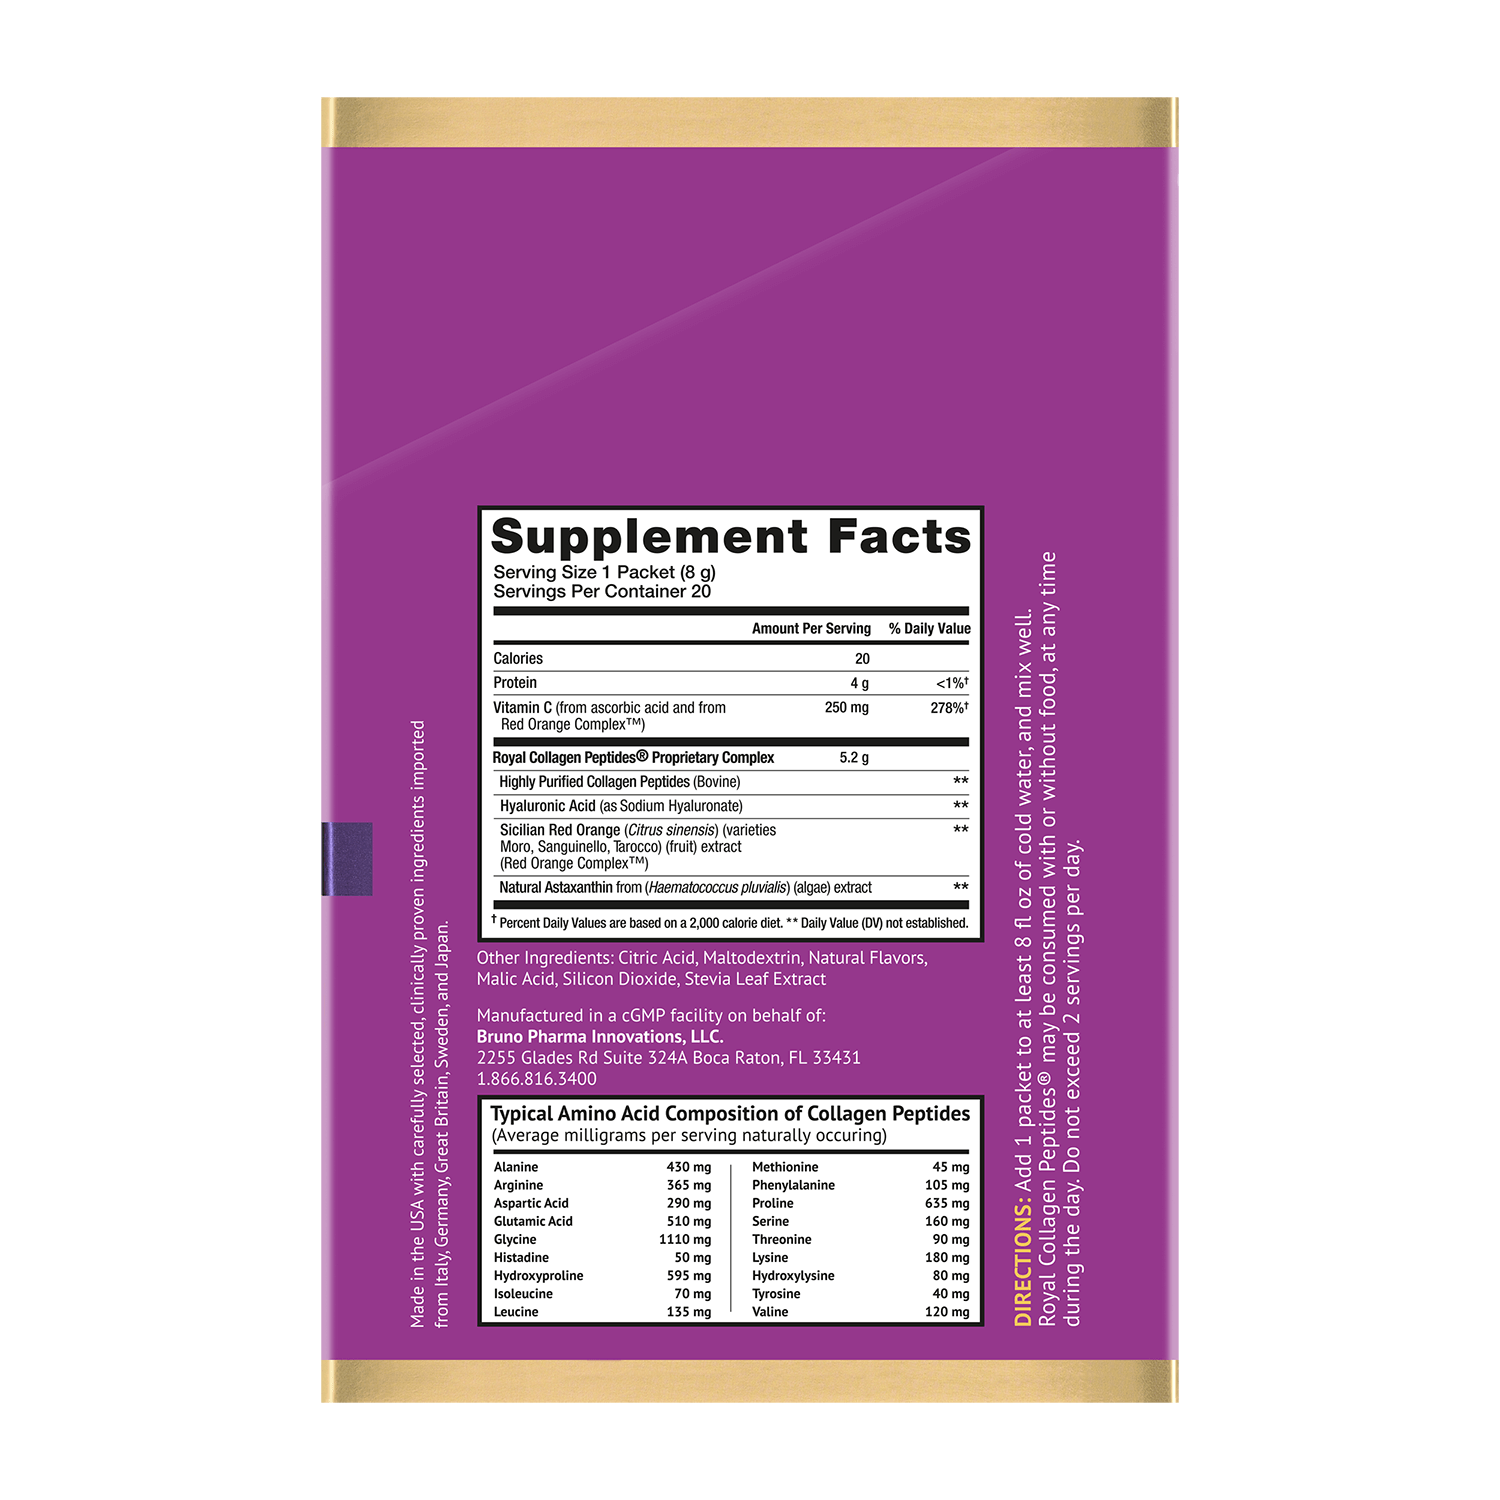 Supplement Facts
Serving Size 1 Packet (8 g)
Servings Per Container 20
Amount Per Serving % Daily Value
Calories 20
Protein 4 g <1%†
Vitamin C (from ascorbic acid and from 250 mg 278%†
Red Orange Complex™)
Royal Collagen Peptides® Proprietary Complex 5.2 g
Highly Purified Collagen Peptides (Bovine) **
Hyaluronic Acid (as Sodium Hyaluronate) **
Sicilian Red Orange (Citrus sinensis) (varieties **
Moro, Sanguinello, Tarocco) (fruit) extract
(Red Orange Complex™)
Natural Astaxanthin from (Haematococcus pluvialis) (algae) extract **
† Percent Daily Values are based on a 2,000 calorie diet. ** Daily Value (DV) not established.
Other Ingredients: Citric Acid, Maltodextrin, Natural Flavors,
Malic Acid, Silicon Dioxide, Stevia Leaf Extract
Manufactured in a cGMP facility on behalf of:
Bruno Pharma Innovations, LLC.
2255 Glades Rd Suite 324A Boca Raton, FL 33431
1.866.816.3400
Typical Amino Acid Composition of Collagen Peptides
(Average milligrams per serving naturally occuring)
Alanine 430 mg
Arginine 365 mg
Aspartic Acid 290 mg
Glutamic Acid 510 mg
Glycine 1110 mg
Histadine 50 mg
Hydroxyproline 595 mg
Isoleucine 70 mg
Leucine 135 mg
Methionine 45 mg
Phenylalanine 105 mg
Proline 635 mg
Serine 160 mg
Threonine 90 mg
Lysine 180 mg
Hydroxylysine 80 mg
Tyrosine 40 mg
Valine 120 mg
Made in the USA with carefully selected, clinically proven ingredients imported
from Italy, Germany, Great Britain, Sweden, and Japan.
DIRECTIONS: Add 1 packet to at least 8 fl oz of cold water, and mix well.
Royal Collagen Peptides® may be consumed with or without food, at any time
during the day. Do not exceed 2 servings per day.